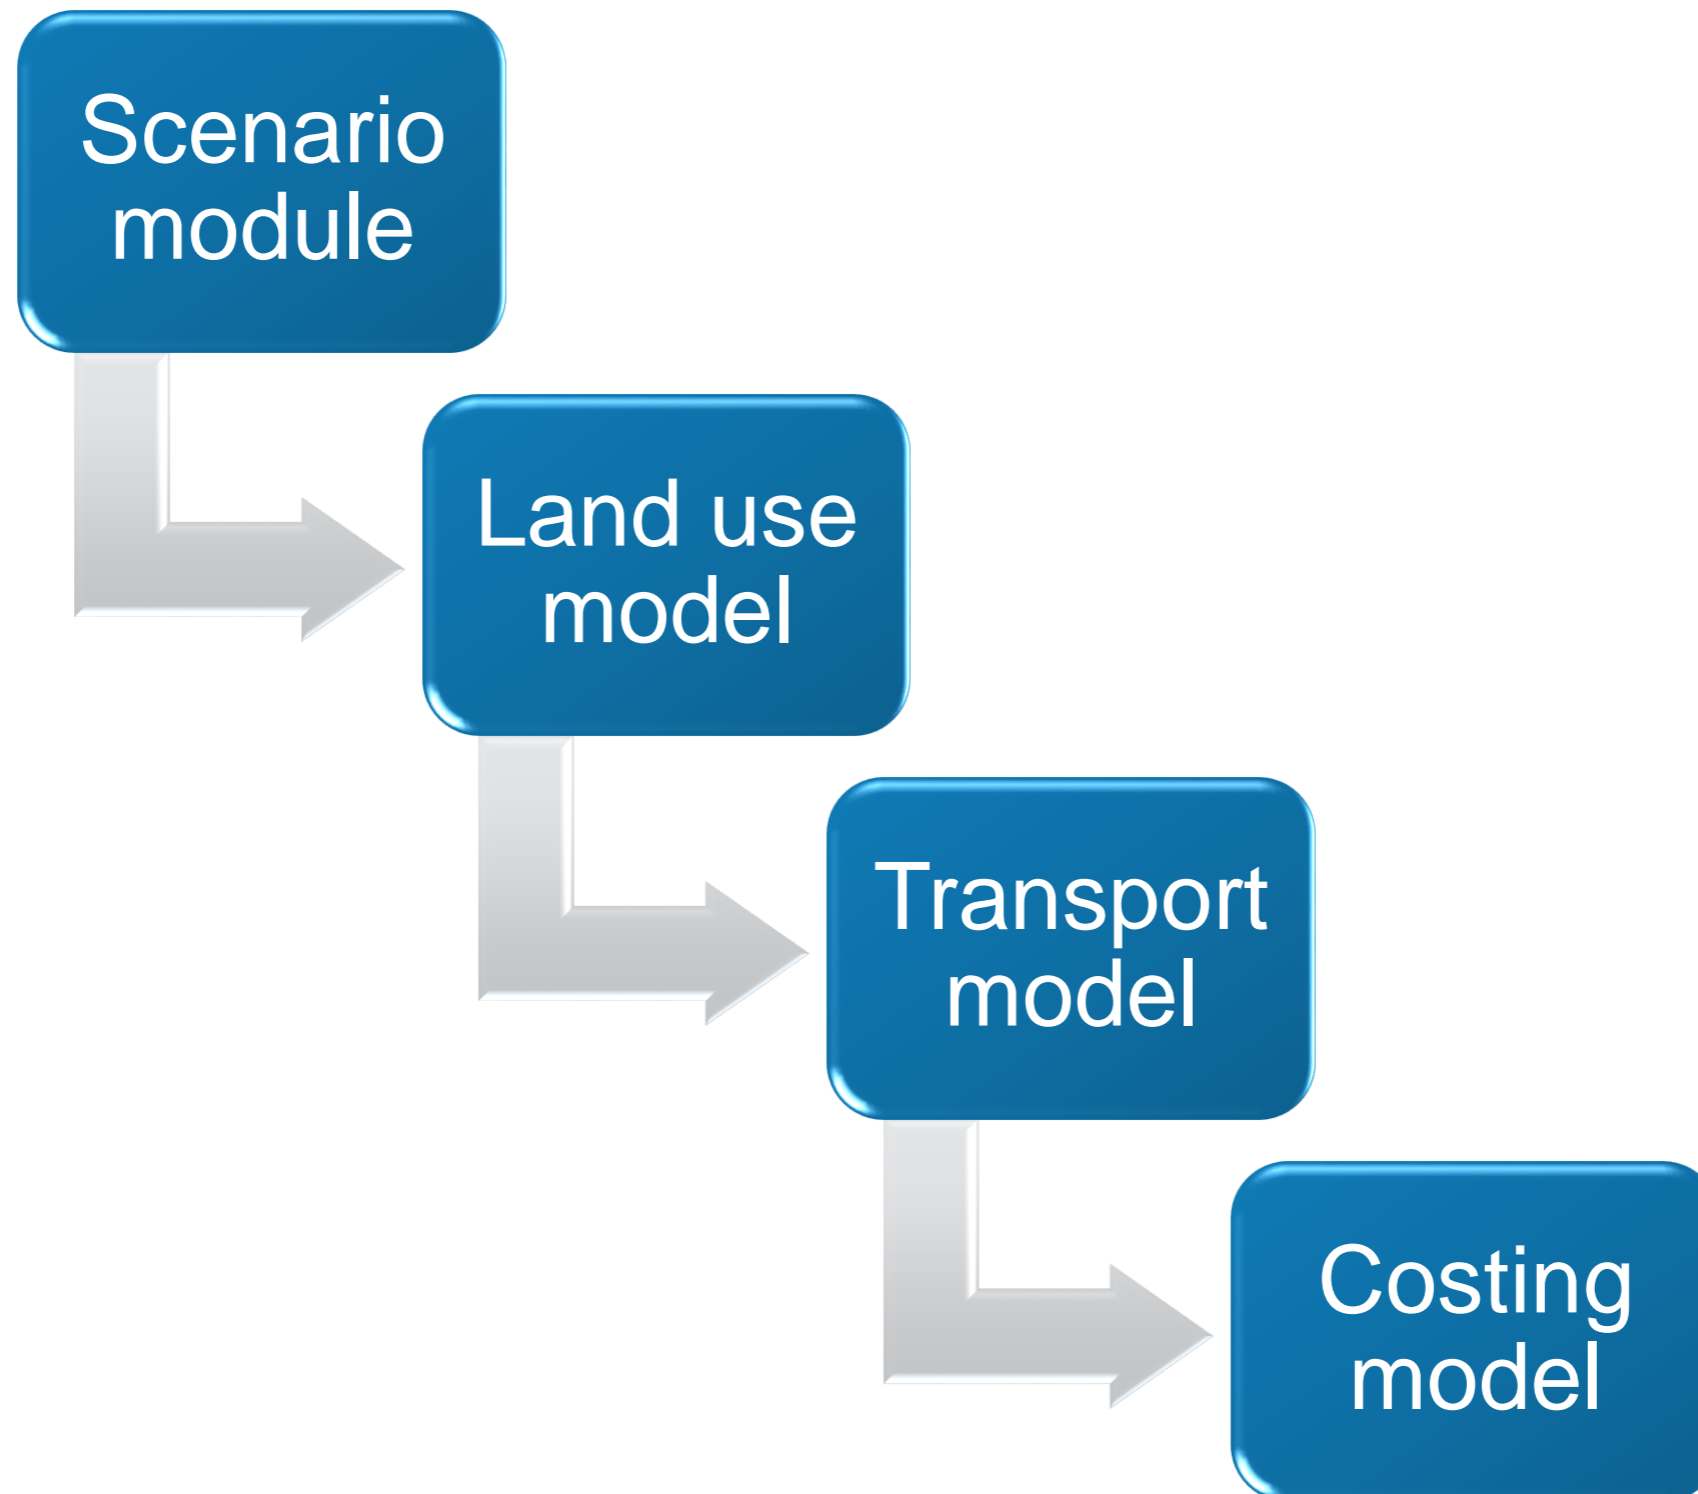 Scenario
module
Land use
model
Transport
model
Costing
model